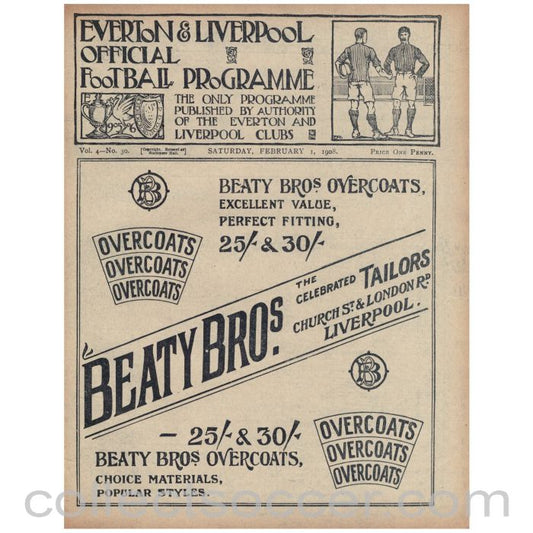 EVERTON & LIVERPOOL
OFFICIAL
FOOTBALL PROGRAMME
THE ONLY PROGRAMME
PUBLISHED BY AUTHORITY
OF THE EVERTON AND
LIVERPOOL CLUBS
Vol. 4—No. 30.
SATURDAY, FEBRUARY 1, 1908.
PRICE ONE PENNY.
BB
BEATY BROS OVERCOATS,
EXCELLENT VALUE,
PERFECT FITTING,
25/- & 30/-
OVERCOATS
OVERCOATS
OVERCOATS
THE
CELEBRATED TAILORS
CHURCH ST & LONDON RD
LIVERPOOL.
BEATY BROS.
BB
— 25/- & 30/-
BEATY BROS OVERCOATS,
CHOICE MATERIALS,
POPULAR STYLES.
OVERCOATS
OVERCOATS
OVERCOATS
collectsoccer.com